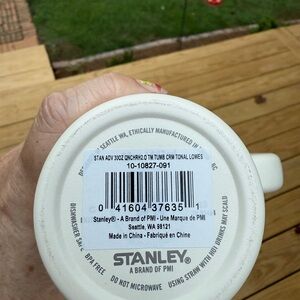 SEATTLE WA, ETHICALLY MANUFACTURED IN
STAN ADV 30OZ QNCHRH2.O TM TUMB CRM TONAL LOWES
10-10827-091
0 41604 37635 1
Stanley® - A Brand of PMI - Une Marque de PMI
Seattle, WA 98121
Made in China - Fabriqué en Chine
STANLEY®
A BRAND OF PMI
DISHWASHER SAFE
BPA FREE
DO NOT MICROWAVE
USING STRAW WITH HOT DRINKS MAY SCALD